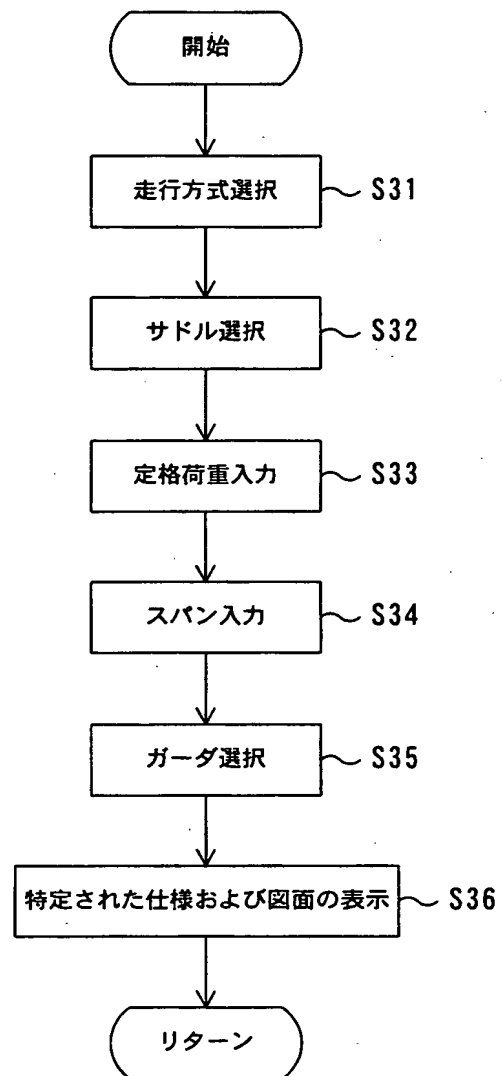 開始
走行方式選択 S31
サドル選択 S32
定格荷重入力 S33
スパン入力 S34
ガーダ選択 S35
特定された仕様および図面の表示 S36
リターン